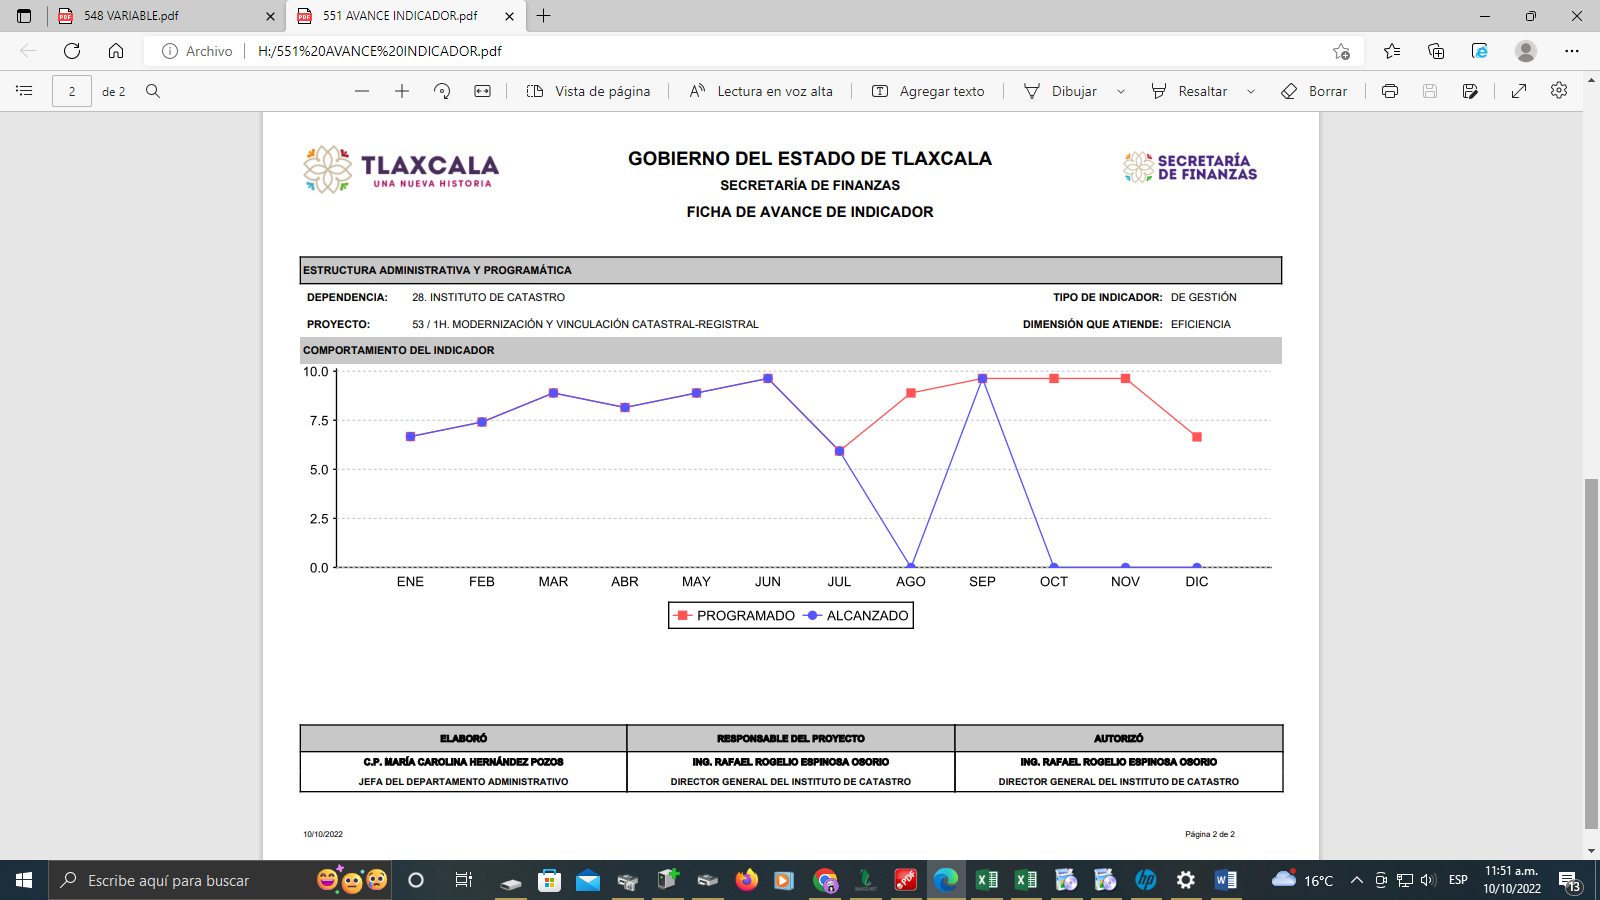 548 VARIABLE.pdf
551 AVANCE INDICADOR.pdf
Archivo
H:/551%20AVANCE%20INDICADOR.pdf
2
de 2
Vista de página
Lectura en voz alta
Agregar texto
Dibujar
Resaltar
Borrar
TLAXCALA
UNA NUEVA HISTORIA
GOBIERNO DEL ESTADO DE TLAXCALA
SECRETARÍA DE FINANZAS
FICHA DE AVANCE DE INDICADOR
SECRETARÍA
DE FINANZAS
ESTRUCTURA ADMINISTRATIVA Y PROGRAMÁTICA
DEPENDENCIA: 28. INSTITUTO DE CATASTRO TIPO DE INDICADOR: DE GESTIÓN
PROYECTO: 53 / 1H. MODERNIZACIÓN Y VINCULACIÓN CATASTRAL-REGISTRAL DIMENSIÓN QUE ATIENDE: EFICIENCIA
COMPORTAMIENTO DEL INDICADOR
10.0
7.5
5.0
2.5
0.0
ENE FEB MAR ABR MAY JUN JUL AGO SEP OCT NOV DIC
PROGRAMADO ALCANZADO
ELABORÓ RESPONSABLE DEL PROYECTO AUTORIZÓ
C.P. MARÍA CAROLINA HERNÁNDEZ POZOS ING. RAFAEL ROGELIO ESPINOSA OSORIO ING. RAFAEL ROGELIO ESPINOSA OSORIO
JEFA DEL DEPARTAMENTO ADMINISTRATIVO DIRECTOR GENERAL DEL INSTITUTO DE CATASTRO DIRECTOR GENERAL DEL INSTITUTO DE CATASTRO
10/10/2022 Página 2 de 2
Escribe aquí para buscar
16°C
ESP
11:51 a.m.
10/10/2022
13